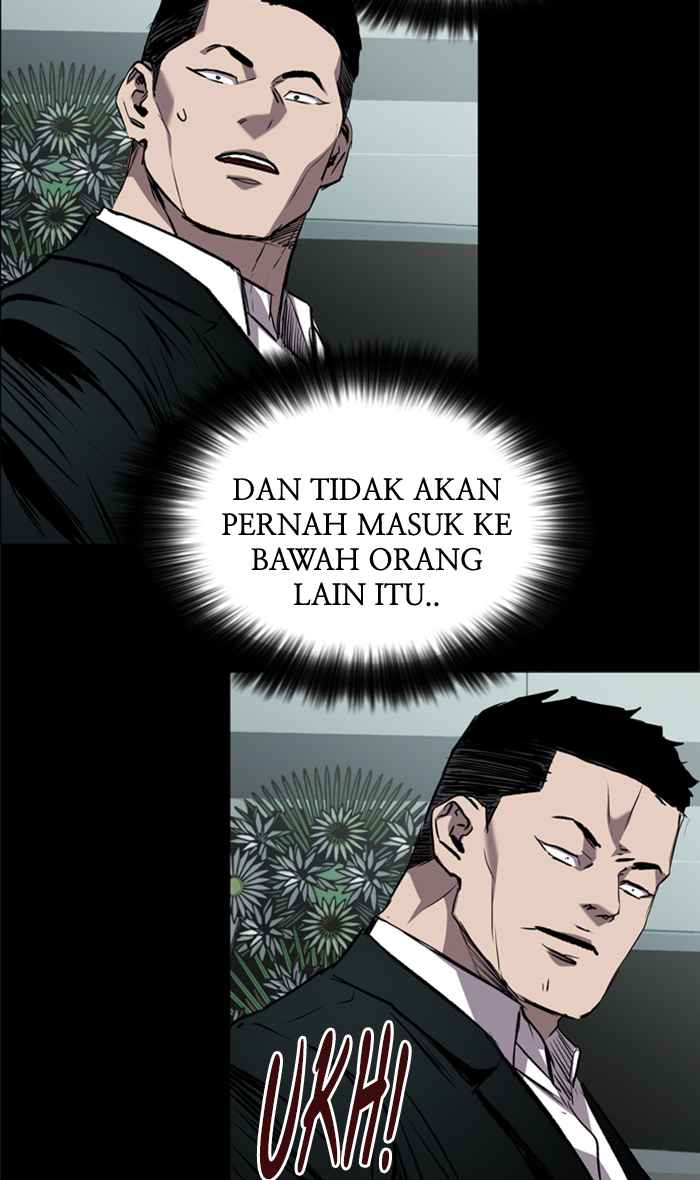 DAN TIDAK AKAN
PERNAH MASUK KE
BAWAH ORANG
LAIN ITU..
UKH!